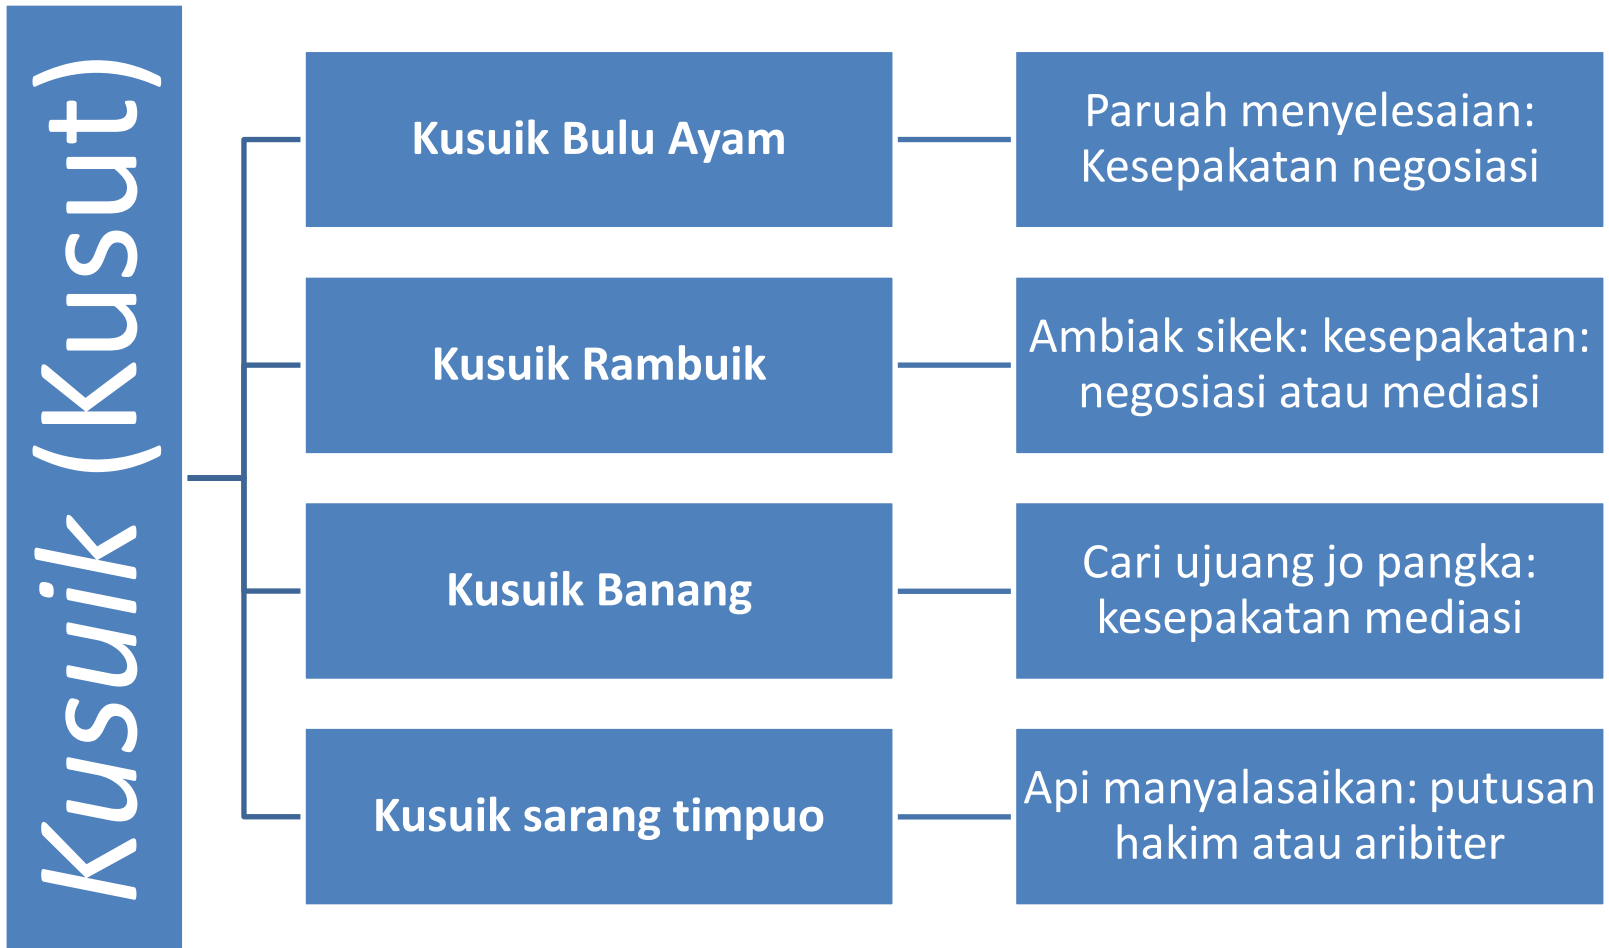 Kusuik (Kusut)
Kusuik Bulu Ayam
Paruah menyelesaian:
Kesepakatan negosiasi
Kusuik Rambuik
Ambiak sikek: kesepakatan:
negosiasi atau mediasi
Kusuik Banang
Cari ujuang jo pangka:
kesepakatan mediasi
Kusuik sarang timpuo
Api manyalasaikan: putusan
hakim atau aribiter